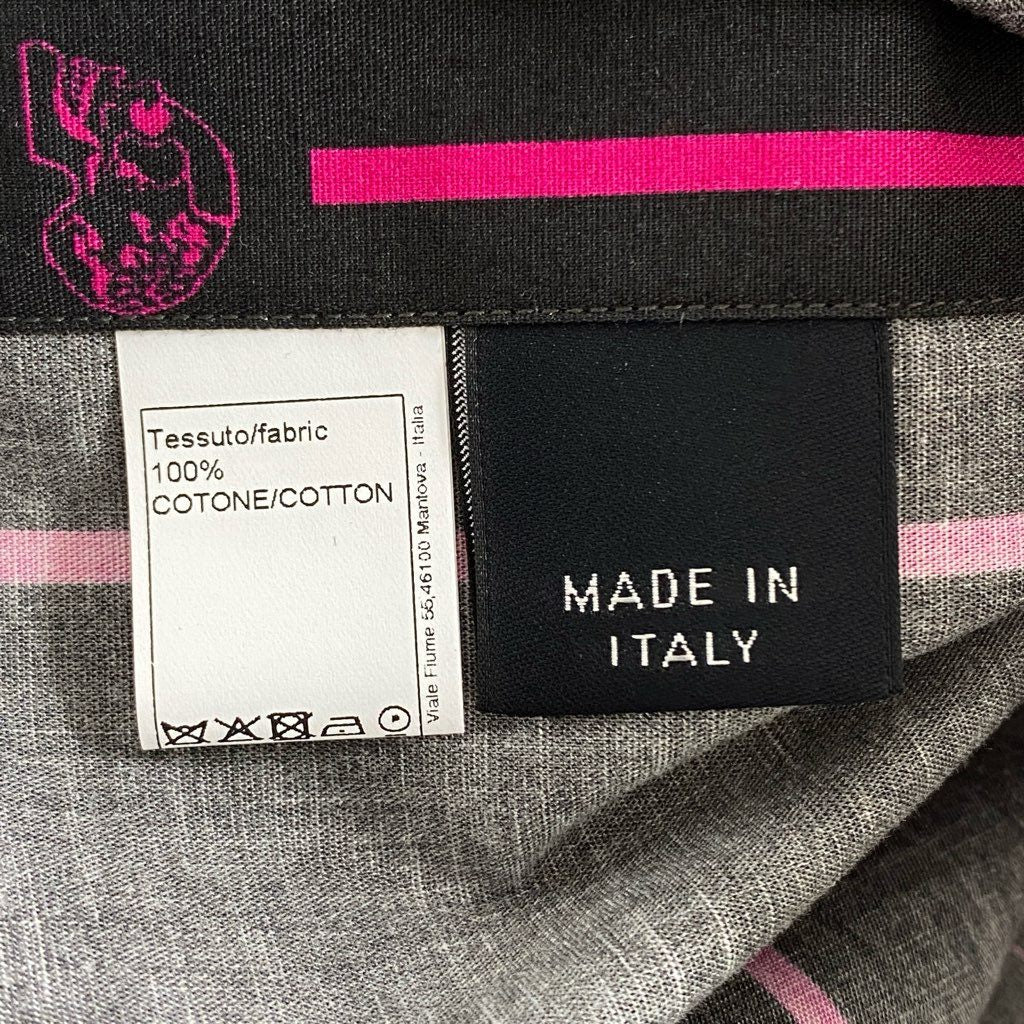 Tessuto/fabric
100%
COTONE/COTTON
Viale Fiume 55,46100 Mantova - Italia
MADE IN
ITALY